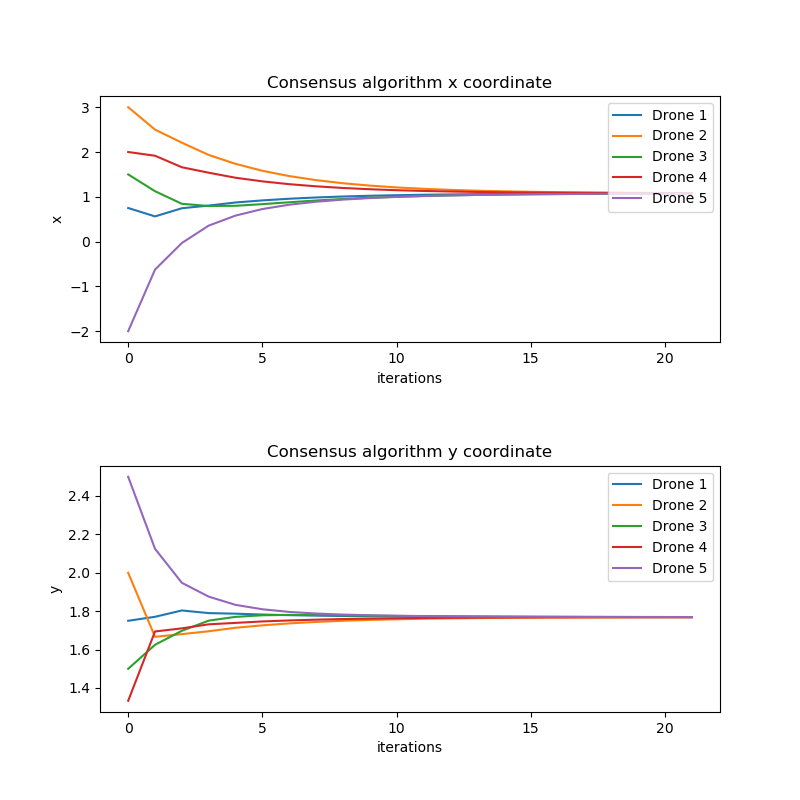 Consensus algorithm x coordinate
3
2
1
0
−1
−2
x
Drone 1
Drone 2
Drone 3
Drone 4
Drone 5
0 5 10 15 20
iterations
Consensus algorithm y coordinate
2.4
2.2
2.0
1.8
1.6
1.4
y
Drone 1
Drone 2
Drone 3
Drone 4
Drone 5
0 5 10 15 20
iterations